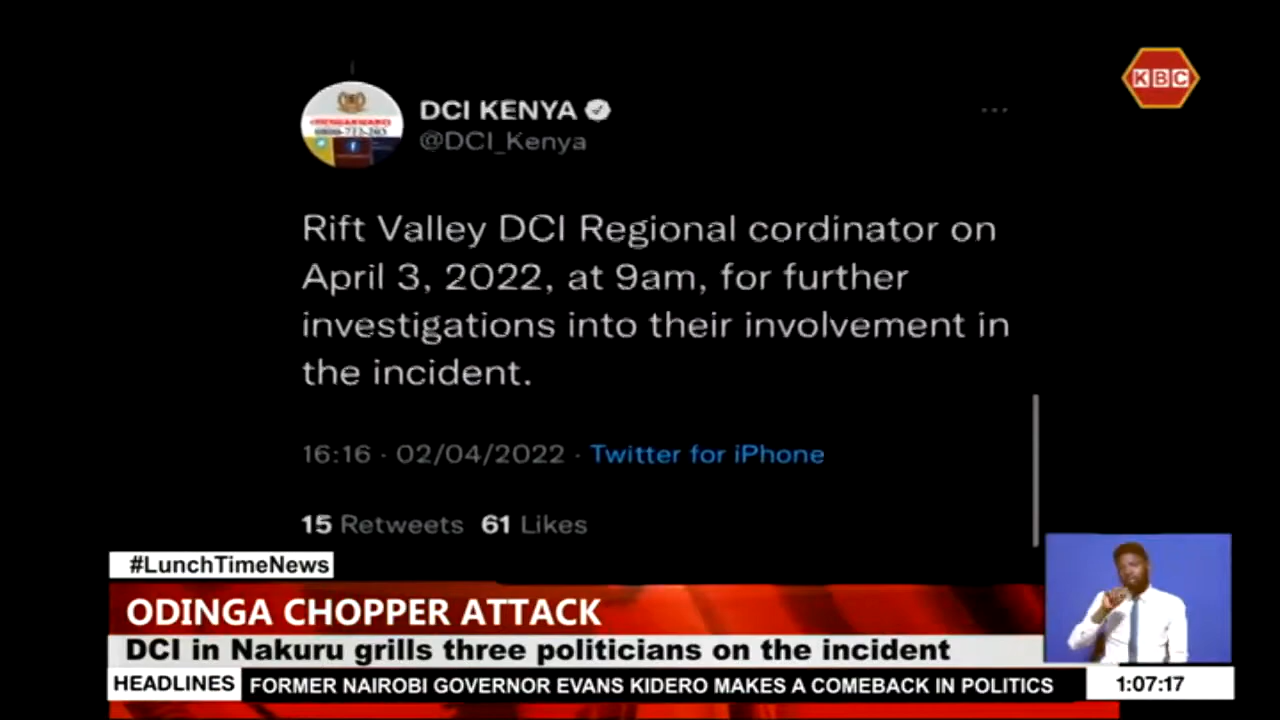 KBC
DCI KENYA
@DCI_Kenya
Rift Valley DCI Regional cordinator on
April 3, 2022, at 9am, for further
investigations into their involvement in
the incident.
16:16 · 02/04/2022 · Twitter for iPhone
15 Retweets 61 Likes
#LunchTimeNews
ODINGA CHOPPER ATTACK
DCI in Nakuru grills three politicians on the incident
HEADLINES FORMER NAIROBI GOVERNOR EVANS KIDERO MAKES A COMEBACK IN POLITICS 1:07:17